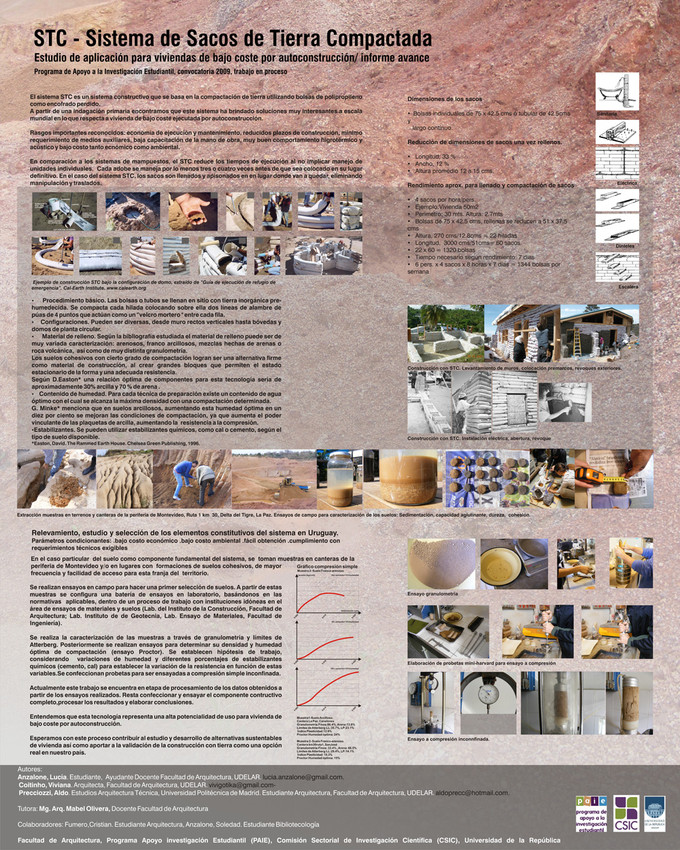 STC - Sistema de Sacos de Tierra Compactada
Estudio de aplicación para viviendas de bajo coste por autoconstrucción/ informe avance
Programa de Apoyo a la Investigación Estudiantil, convocatoria 2009, trabajo en proceso
El sistema STC es un sistema constructivo que se basa en la compactación de tierra utilizando bolsas de polipropileno
como encofrado perdido.
A partir de una indagación primaria encontramos que este sistema ha brindado soluciones muy interesantes a escala
mundial en lo que respecta a vivienda de bajo coste ejecutada por autoconstrucción.
Rasgos importantes reconocidos: economía de ejecución y mantenimiento, reducidos plazos de construcción, mínimo
requerimiento de medios auxiliares, baja capacitación de la mano de obra, muy buen comportamiento higrotérmico y
acústico y bajo costo tanto económico como ambiental.
En comparación a los sistemas de mampuestos, el STC reduce los tiempos de ejecución al no implicar manejo de
unidades individuales. Cada adobe se maneja por lo menos tres o cuatro veces antes de que sea colocado en su lugar
definitivo. En el caso del sistema STC, los sacos son llenados y apisonados en en lugar donde van a quedar, eliminando
manipulación y traslados.
Ejemplo de construcción STC bajo la configuración de domo, extraído de "Guía de ejecución de refugio de
emergencia", Cal-Earth Institute. www.calearth.org
• Procedimiento básico. Las bolsas o tubos se llenan en sitio con tierra inorgánica pre-
humedecida. Se compacta cada hilada colocando sobre ella dos líneas de alambre de
púas de 4 puntos que actúan como un "velcro mortero" entre cada fila.
• Configuraciones. Pueden ser diversas, desde muro rectos verticales hasta bóvedas y
domos de planta circular.
• Material de relleno. Según la bibliografía estudiada el material de relleno puede ser de
muy variada caracterización: arenosos, franco arcillosos, mezclas hechas de arenas o
roca volcánica, así como de muy distinta granulometría.
Los suelos cohesivos con cierto grado de compactación logran ser una alternativa firme
como material de construcción, al crear grandes bloques que permiten el estado
estacionario de la forma y una adecuada resistencia.
Según D.Eaton* una relación óptima de componentes para esta tecnología sería de
aproximadamente 30% arcilla y 70 % de arena .
• Contenido de humedad. Para cada técnica de preparación existe un contenido de agua
óptimo con el cual se alcanza la máxima densidad con una compactación determinada.
G. Minke* menciona que en suelos arcillosos, aumentando esta humedad óptima en un
diez por ciento se mejoran las condiciones de compactación, ya que aumenta el poder
vinculante de las plaquetas de arcilla, aumentando la resistencia a la compresión.
•Estabilizantes. Se pueden utilizar estabilizantes químicos, como cal o cemento, según el
tipo de suelo disponible.
*Easton, David. The Rammed Earth House. Chelsea Green Publishing, 1996.
Dimensiones de los sacos
• Bolsas individuales de 75 x 42.5 cms o tubular de 42.5cms
y
largo continuo.
Reducción de dimensiones de sacos una vez rellenos
• Longitud: 33 %
• Ancho: 12 %
• Altura promedio 12 a 15 cms
Rendimiento aprox. para llenado y compactación de sacos
• 4 sacos por hora/pers
• Ejemplo:Vivienda 50m2
• Perímetro: 30 mts. Altura: 2.7mts
• Bolsas de 75 x 42.5 cms, rellenas se reducen a 51 x 37.5
cms
• Altura: 270 cms/12.5cms = 22 hiladas
• Longitud: 3000 cms/51cms= 60 sacos
• 22 x 60 = 1320 bolsas
• Tiempo necesario según rendimiento: 7 días
• 6 pers. x 4 sacos x 8 horas x 7 días = 1344 bolsas por
semana
Sanitaria
Eléctrica
Dinteles
Escalera
Construcción con STC. Levantamiento de muros, colocación premarcos, revoques exteriores.
Construcción con STC. Instalación eléctrica, abertura, revoque
Extracción muestras en terrenos y canteras de la periferia de Montevideo, Ruta 1 km 30, Delta del Tigre, La Paz. Ensayos de campo para caracterización de los suelos: Sedimentación, capacidad aglutinante, dureza, cohesión.
Relevamiento, estudio y selección de los elementos constitutivos del sistema en Uruguay.
Parámetros condicionantes: .bajo costo económico .bajo costo ambiental .fácil obtención .cumplimiento con
requerimientos técnicos exigibles
En el caso particular del suelo como componente fundamental del sistema, se toman muestras en canteras de la
periferia de Montevideo y/o en lugares con formaciones de suelos cohesivos, de mayor
frecuencia y facilidad de acceso para esta franja del territorio.
Se realizan ensayos en campo para hacer una primer selección de suelos. A partir de estas
muestras se configura una batería de ensayos en laboratorio, basándonos en las
normativas aplicables, dentro de un proceso de trabajo con instituciones idóneas en el
área de ensayos de materiales y suelos (Lab. del Instituto de la Construcción, Facultad de
Arquitectura; Lab. Instituto de de Geotecnia, Lab. Ensayo de Materiales, Facultad de
Ingeniería).
Se realiza la caracterización de las muestras a través de granulometría y límites de
Atterberg. Posteriormente se realizan ensayos para determinar su densidad y humedad
óptima de compactación (ensayo Proctor). Se establecen hipótesis de trabajo,
considerando variaciones de humedad y diferentes porcentajes de estabilizantes
químicos (cemento, cal) para establecer la variación de la resistencia en función de estas
variables.Se confeccionan probetas para ser ensayadas a compresión simple inconfinada.
Actualmente este trabajo se encuentra en etapa de procesamiento de los datos obtenidos a
partir de los ensayos realizados. Resta confeccionar y ensayar el componente contructivo
completo,procesar los resultados y elaborar conclusiones.
Entendemos que esta tecnología representa una alta potencialidad de uso para vivienda de
bajo coste por autoconstrucción.
Esperamos con este proceso contribuir al estudio y desarrollo de alternativas sustentables
de vivienda así como aportar a la validación de la construcción con tierra como una opción
real en nuestro país.
Gráfico compresión simple
Ensayo granulometría
Elaboración de probetas mini-harvard para ensayo a compresión
Ensayo a compresión inconfinada.
Autores:
Anzalone, Lucía. Estudiante, Ayudante Docente Facultad de Arquitectura, UDELAR. lucia.anzalone@gmail.com.
Coitinho, Viviana. Arquitecta, Facultad de Arquitectura, UDELAR. vivigotika@gmail.com-
Preccioczi, Aldo. Estudios Arquitectura Técnica, Universidad Politécnica de Madrid. Estudiante Arquitectura, Facultad de Arquitectura, UDELAR. aldoprecc@hotmail.com.
Tutora: Mg. Arq. Mabel Olivera, Docente Facultad de Arquitectura
Colaboradores: Fumero,Cristian. Estudiante Arquitectura, Anzalone, Soledad. Estudiante Bibliotecología
Facultad de Arquitectura, Programa Apoyo investigación Estudiantil (PAIE), Comisión Sectorial de Investigación Científica (CSIC), Universidad de la República
paie
programa de
apoyo a la
investigación
estudiantil
CSIC